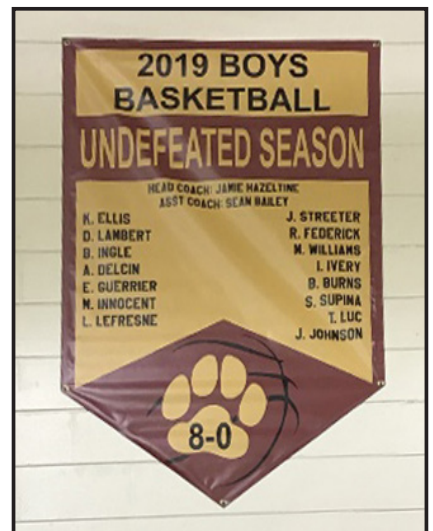 2019 BOYS
BASKETBALL
UNDEFEATED SEASON
HEAD COACH: JAMIE HAZELTINE
ASST COACH: SEAN BAILEY
K. ELLIS
D. LAMBERT
B. INGLE
A. DELCIN
E. GUERRIER
M. INNOCENT
L. LEFRESNE
J. STREETER
R. FEDERICK
M. WILLIAMS
I. IVERY
B. BURNS
S. SUPINA
T. LUC
J. JOHNSON
8-0